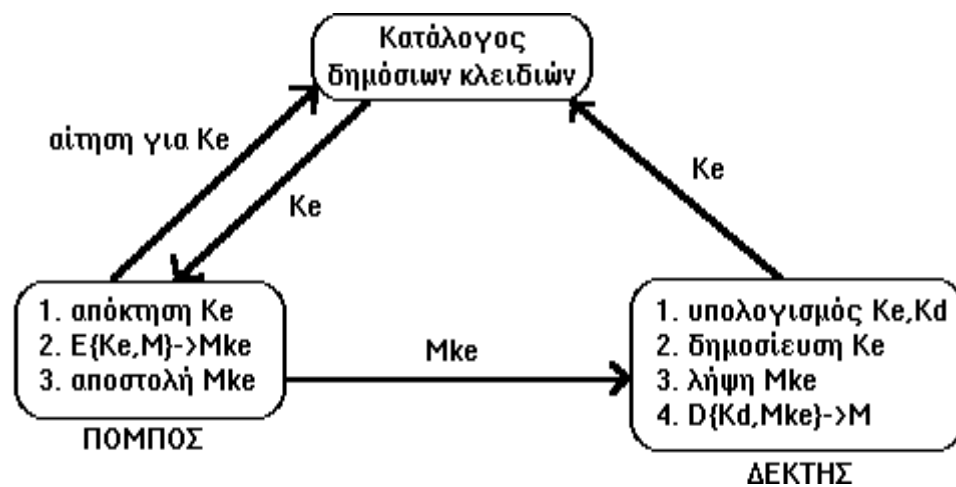 Κατάλογος
δημόσιων κλειδιών
αίτηση για Ke
Ke
Ke
1. απόκτηση Ke
2. E{Ke,M}->Mke
3. αποστολή Mke
ΠΟΜΠΟΣ
Mke
1. υπολογισμός Ke,Kd
2. δημοσίευση Ke
3. λήψη Mke
4. D{Kd,Mke}->M
ΔΕΚΤΗΣ